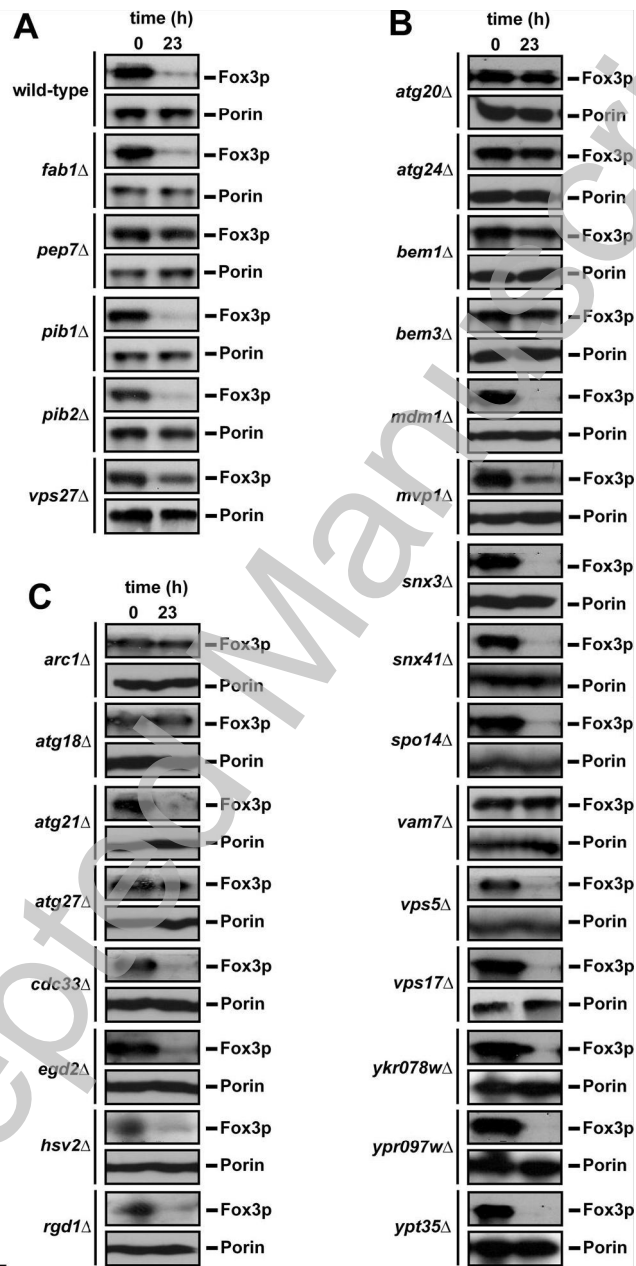 A
time (h)
0 23
wild-type
Fox3p
Porin
fab1Δ
Fox3p
Porin
pep7Δ
Fox3p
Porin
pib1Δ
Fox3p
Porin
pib2Δ
Fox3p
Porin
vps27Δ
Fox3p
Porin
B
time (h)
0 23
atg20Δ
Fox3p
Porin
atg24Δ
Fox3p
Porin
bem1Δ
Fox3p
Porin
bem3Δ
Fox3p
Porin
mdm1Δ
Fox3p
Porin
mvp1Δ
Fox3p
Porin
snx3Δ
Fox3p
Porin
snx41Δ
Fox3p
Porin
spo14Δ
Fox3p
Porin
vam7Δ
Fox3p
Porin
vps5Δ
Fox3p
Porin
vps17Δ
Fox3p
Porin
ykr078wΔ
Fox3p
Porin
ypr097wΔ
Fox3p
Porin
ypt35Δ
Fox3p
Porin
C
time (h)
0 23
arc1Δ
Fox3p
Porin
atg18Δ
Fox3p
Porin
atg21Δ
Fox3p
Porin
atg27Δ
Fox3p
Porin
cdc33Δ
Fox3p
Porin
egd2Δ
Fox3p
Porin
hsv2Δ
Fox3p
Porin
rgd1Δ
Fox3p
Porin
epted Manuscri